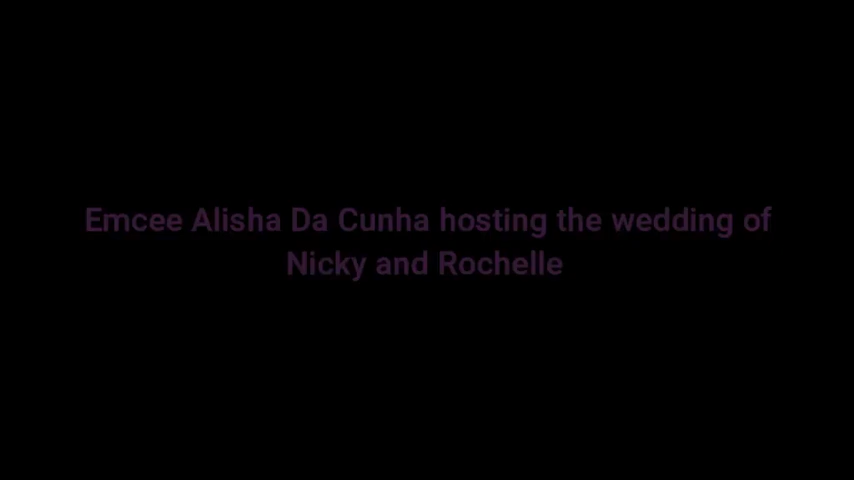 Emcee Alisha Da Cunha hosting the wedding of
Nicky and Rochelle